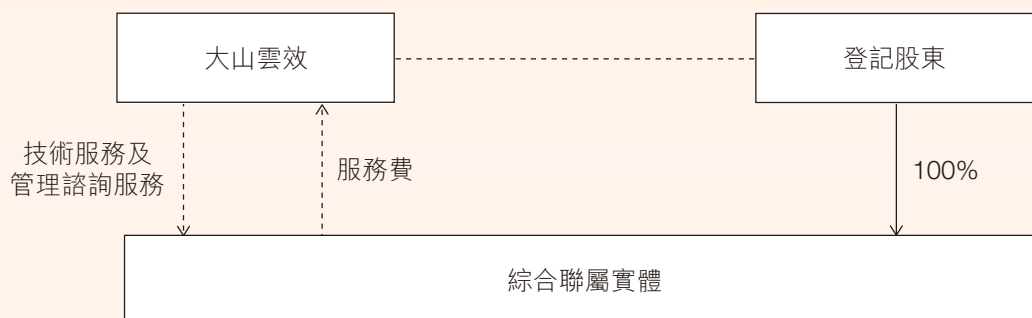 大山雲效
登記股東
技術服務及
管理諮詢服務
服務費
100%
綜合聯屬實體